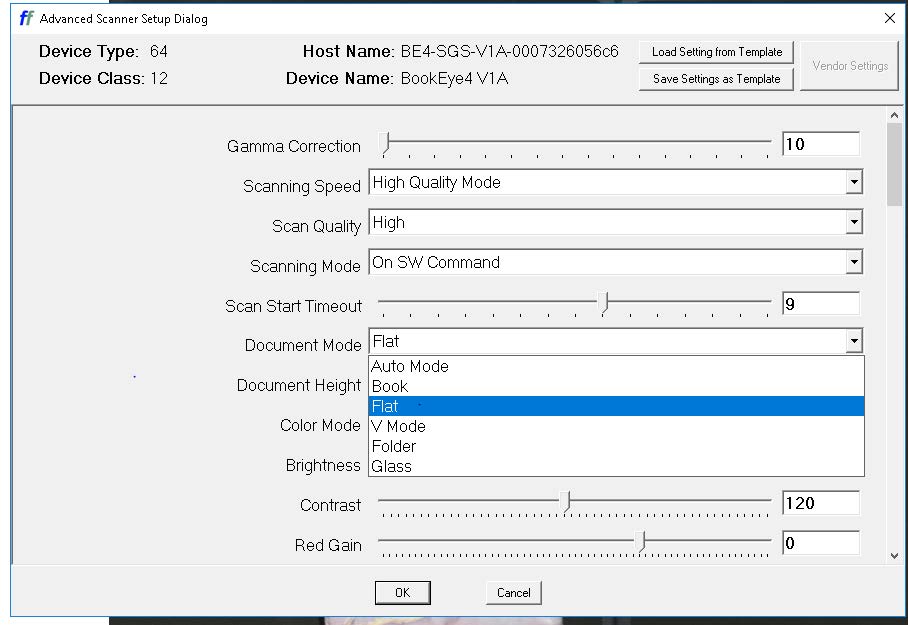 ff Advanced Scanner Setup Dialog
Device Type: 64 Host Name: BE4-SGS-V1A-0007326056c6 Load Setting from Template Vendor Settings
Device Class: 12 Device Name: BookEye4 V1A Save Settings as Template
Gamma Correction 10
Scanning Speed High Quality Mode
Scan Quality High
Scanning Mode On SW Command
Scan Start Timeout 9
Document Mode Flat
Auto Mode
Document Height Book
Flat
Color Mode V Mode
Folder
Brightness Glass
Contrast 120
Red Gain 0
OK Cancel